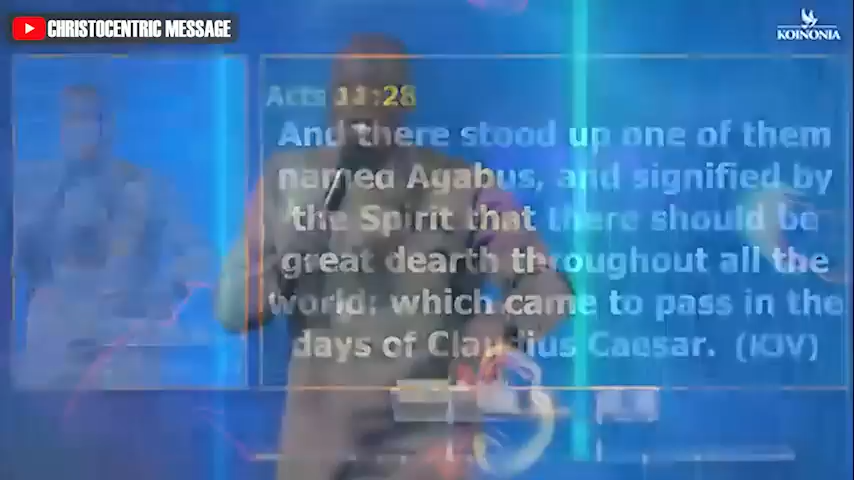 CHRISTOCENTRIC MESSAGE
KOINONIA
Acts 11:28
And there stood up one of them
named Agabus, and signified by
the Spirit that there should be
great dearth throughout all the
world: which came to pass in the
days of Claudius Caesar. (KJV)